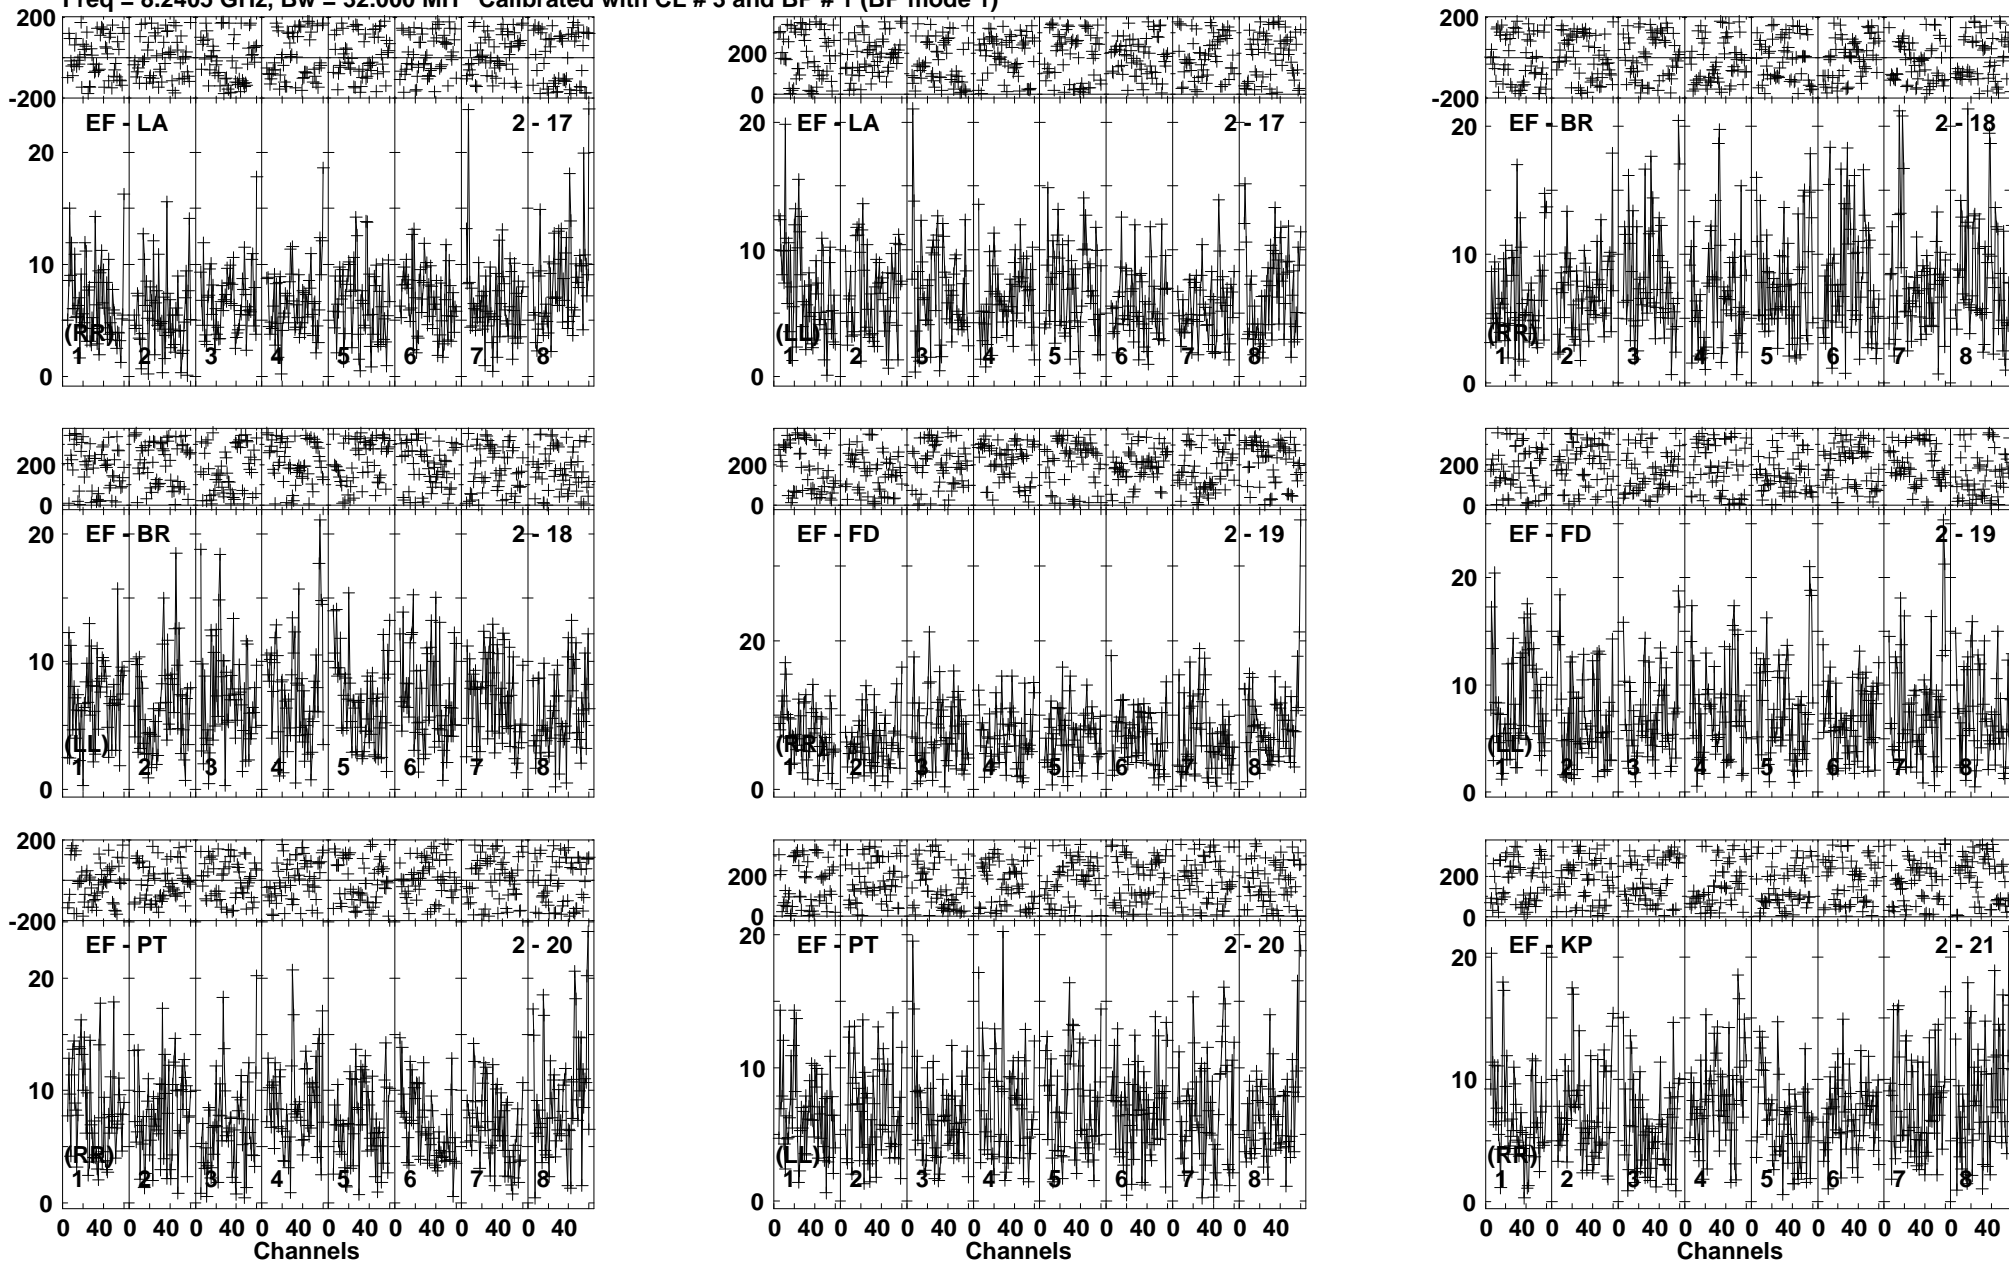 Freq = 8.2405 GHz, Bw = 32.000 MH Calibrated with CL # 3 and BP # 1 (BP mode 1)
200 200 200
-200 0 -200
EF - LA 2 - 17 EF - LA 2 - 17 EF - BR 2 - 18
20 20 20
10 10 10
(RR) (LL) (RR)
1 2 3 4 5 6 7 8 1 2 3 4 5 6 7 8 1 2 3 4 5 6 7 8
0 0 0
200 200 200
0 0 0
EF - BR 2 - 18 EF - FD 2 - 19 EF - FD 2 - 19
20 20 20
10 10
(LL) (RR) (LL)
1 2 3 4 5 6 7 8 1 2 3 4 5 6 7 8 1 2 3 4 5 6 7 8
0 0 0
200 200 200
-200 0 0
EF - PT 2 - 20 EF - PT 2 - 20 EF - KP 2 - 21
20 20 20
10 10 10
(RR) (LL) (RR)
1 2 3 4 5 6 7 8 1 2 3 4 5 6 7 8 1 2 3 4 5 6 7 8
0 0 0
0 40 0 40 0 40 0 40 0 40 0 40 0 40 0 40 0 40 0 40 0 40 0 40 0 40 0 40 0 40 0 40 0 40 0 40 0 40 0 40 0 40 0 40 0 40 0 40
Channels Channels Channels